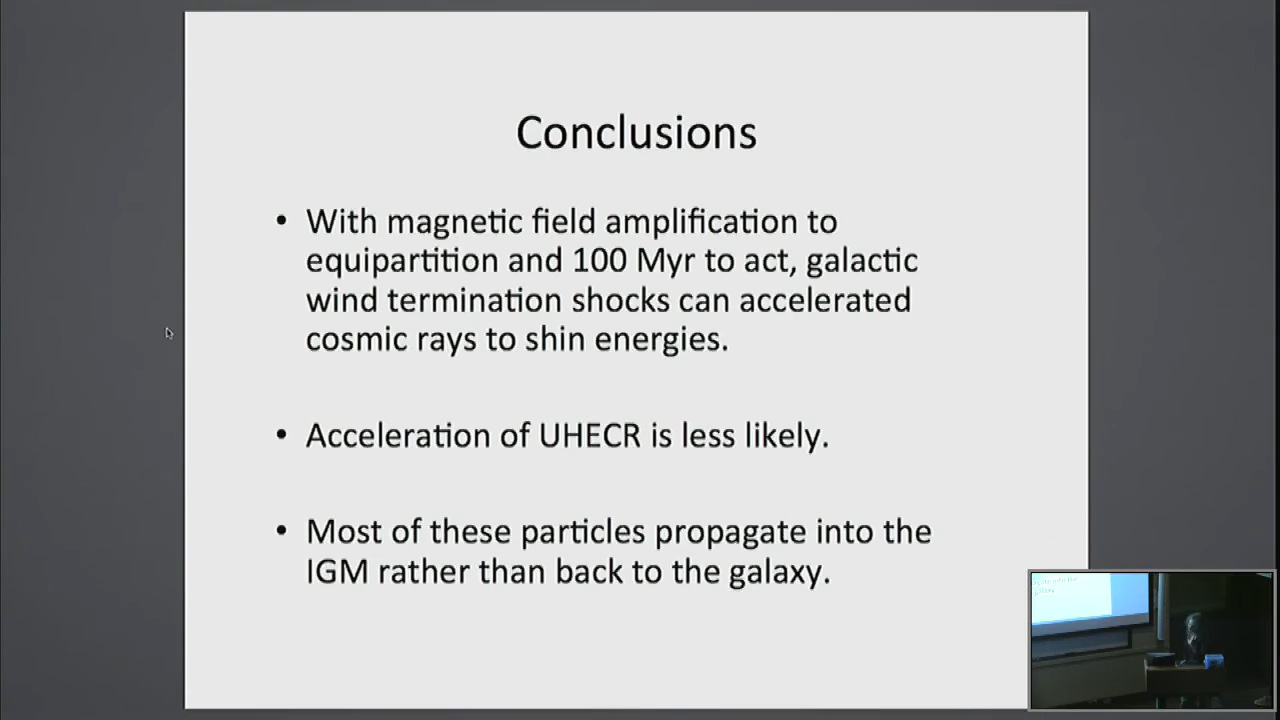 Conclusions
• With magnetic field amplification to
equipartition and 100 Myr to act, galactic
wind termination shocks can accelerated
cosmic rays to shin energies.
• Acceleration of UHECR is less likely.
• Most of these particles propagate into the
IGM rather than back to the galaxy.